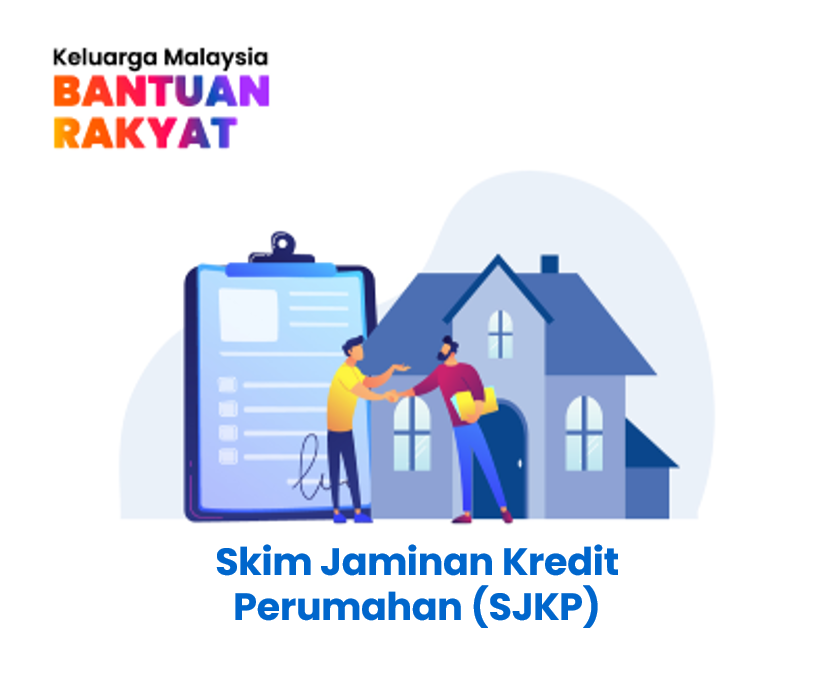 Keluarga Malaysia
BANTUAN
RAKYAT
Skim Jaminan Kredit
Perumahan (SJKP)